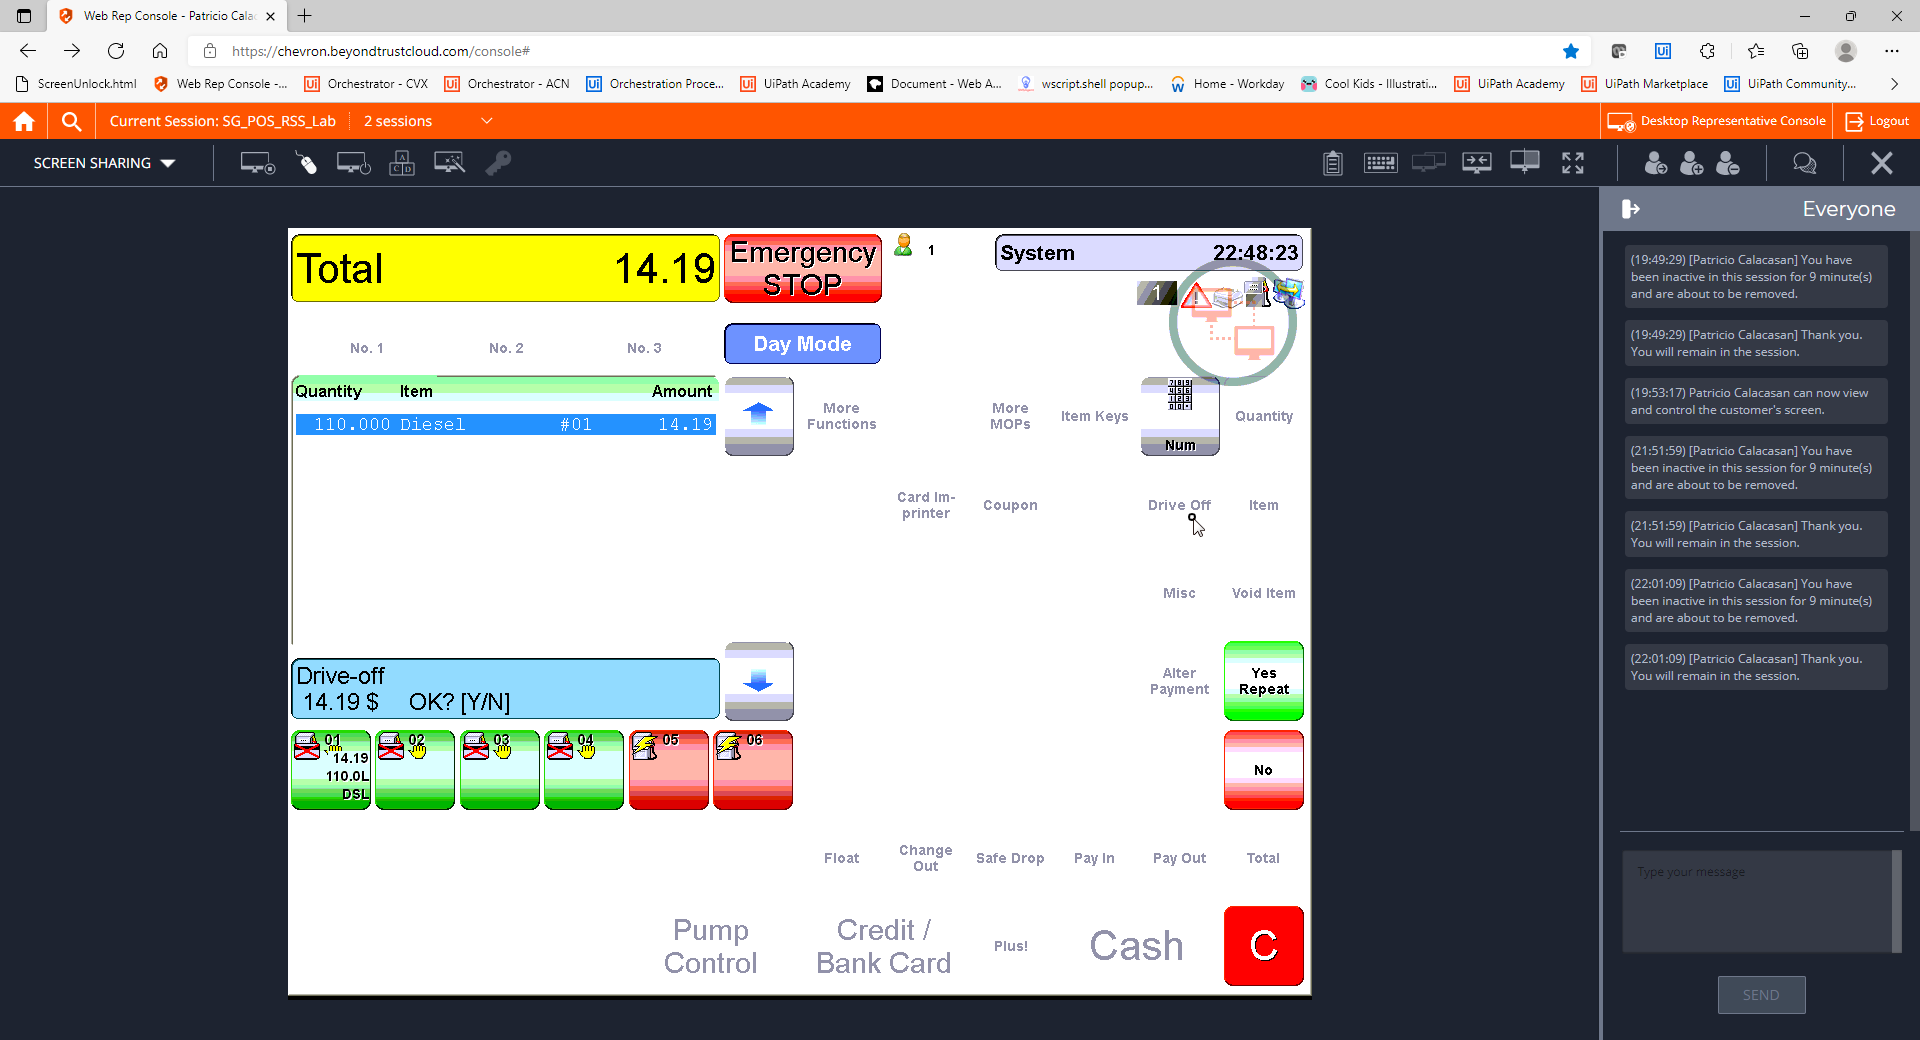 Web Rep Console - Patricio Cala
https://chevron.beyondtrustcloud.com/console#
ScreenUnlock.html
Web Rep Console -...
Orchestrator - CVX
Orchestrator - ACN
Orchestration Proce...
UiPath Academy
Document - Web A...
wscript.shell popup...
Home - Workday
Cool Kids - Illustrati...
UiPath Academy
UiPath Marketplace
UiPath Community...
Current Session: SG_POS_RSS_Lab
2 sessions
Desktop Representative Console
Logout
SCREEN SHARING
Everyone
Total 14.19
Emergency
STOP
1
System 22:48:23
1
No. 1
No. 2
No. 3
Day Mode
Quantity Item Amount
110.000 Diesel #01 14.19
More
Functions
More
MOPs
Item Keys
Num
Quantity
Card Im-
printer
Coupon
Drive Off
Item
Misc
Void Item
Drive-off
14.19 $ OK? [Y/N]
Alter
Payment
Yes
Repeat
01
14.19
110.0L
DSL
02
03
04
05
06
No
Float
Change
Out
Safe Drop
Pay In
Pay Out
Total
Pump
Control
Credit /
Bank Card
Plus!
Cash
C
(19:49:29) [Patricio Calacasan] You have
been inactive in this session for 9 minute(s)
and are about to be removed.
(19:49:29) [Patricio Calacasan] Thank you.
You will remain in the session.
(19:53:17) Patricio Calacasan can now view
and control the customer's screen.
(21:51:59) [Patricio Calacasan] You have
been inactive in this session for 9 minute(s)
and are about to be removed.
(21:51:59) [Patricio Calacasan] Thank you.
You will remain in the session.
(22:01:09) [Patricio Calacasan] You have
been inactive in this session for 9 minute(s)
and are about to be removed.
(22:01:09) [Patricio Calacasan] Thank you.
You will remain in the session.
Type your message
SEND